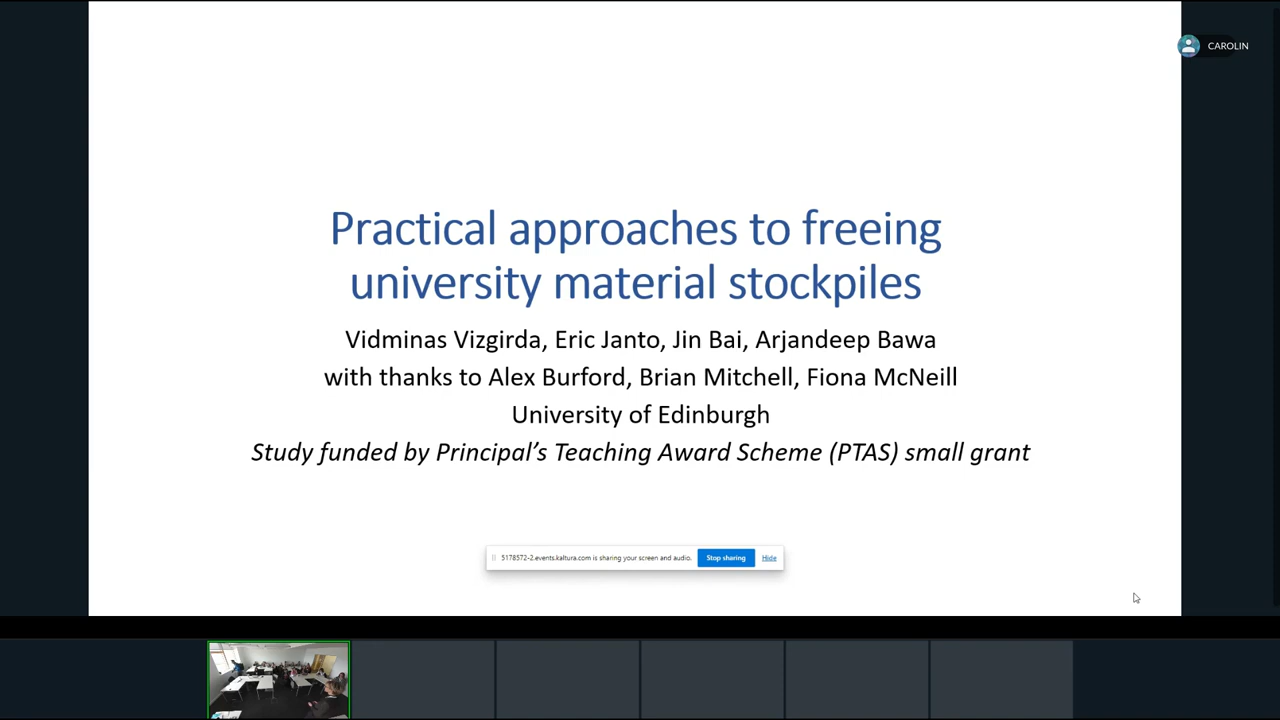 CAROLIN
Practical approaches to freeing
university material stockpiles
Vidminas Vizgirda, Eric Janto, Jin Bai, Arjandeep Bawa
with thanks to Alex Burford, Brian Mitchell, Fiona McNeill
University of Edinburgh
Study funded by Principal’s Teaching Award Scheme (PTAS) small grant
5178572-2.events.kaltura.com is sharing your screen and audio. Stop sharing Hide